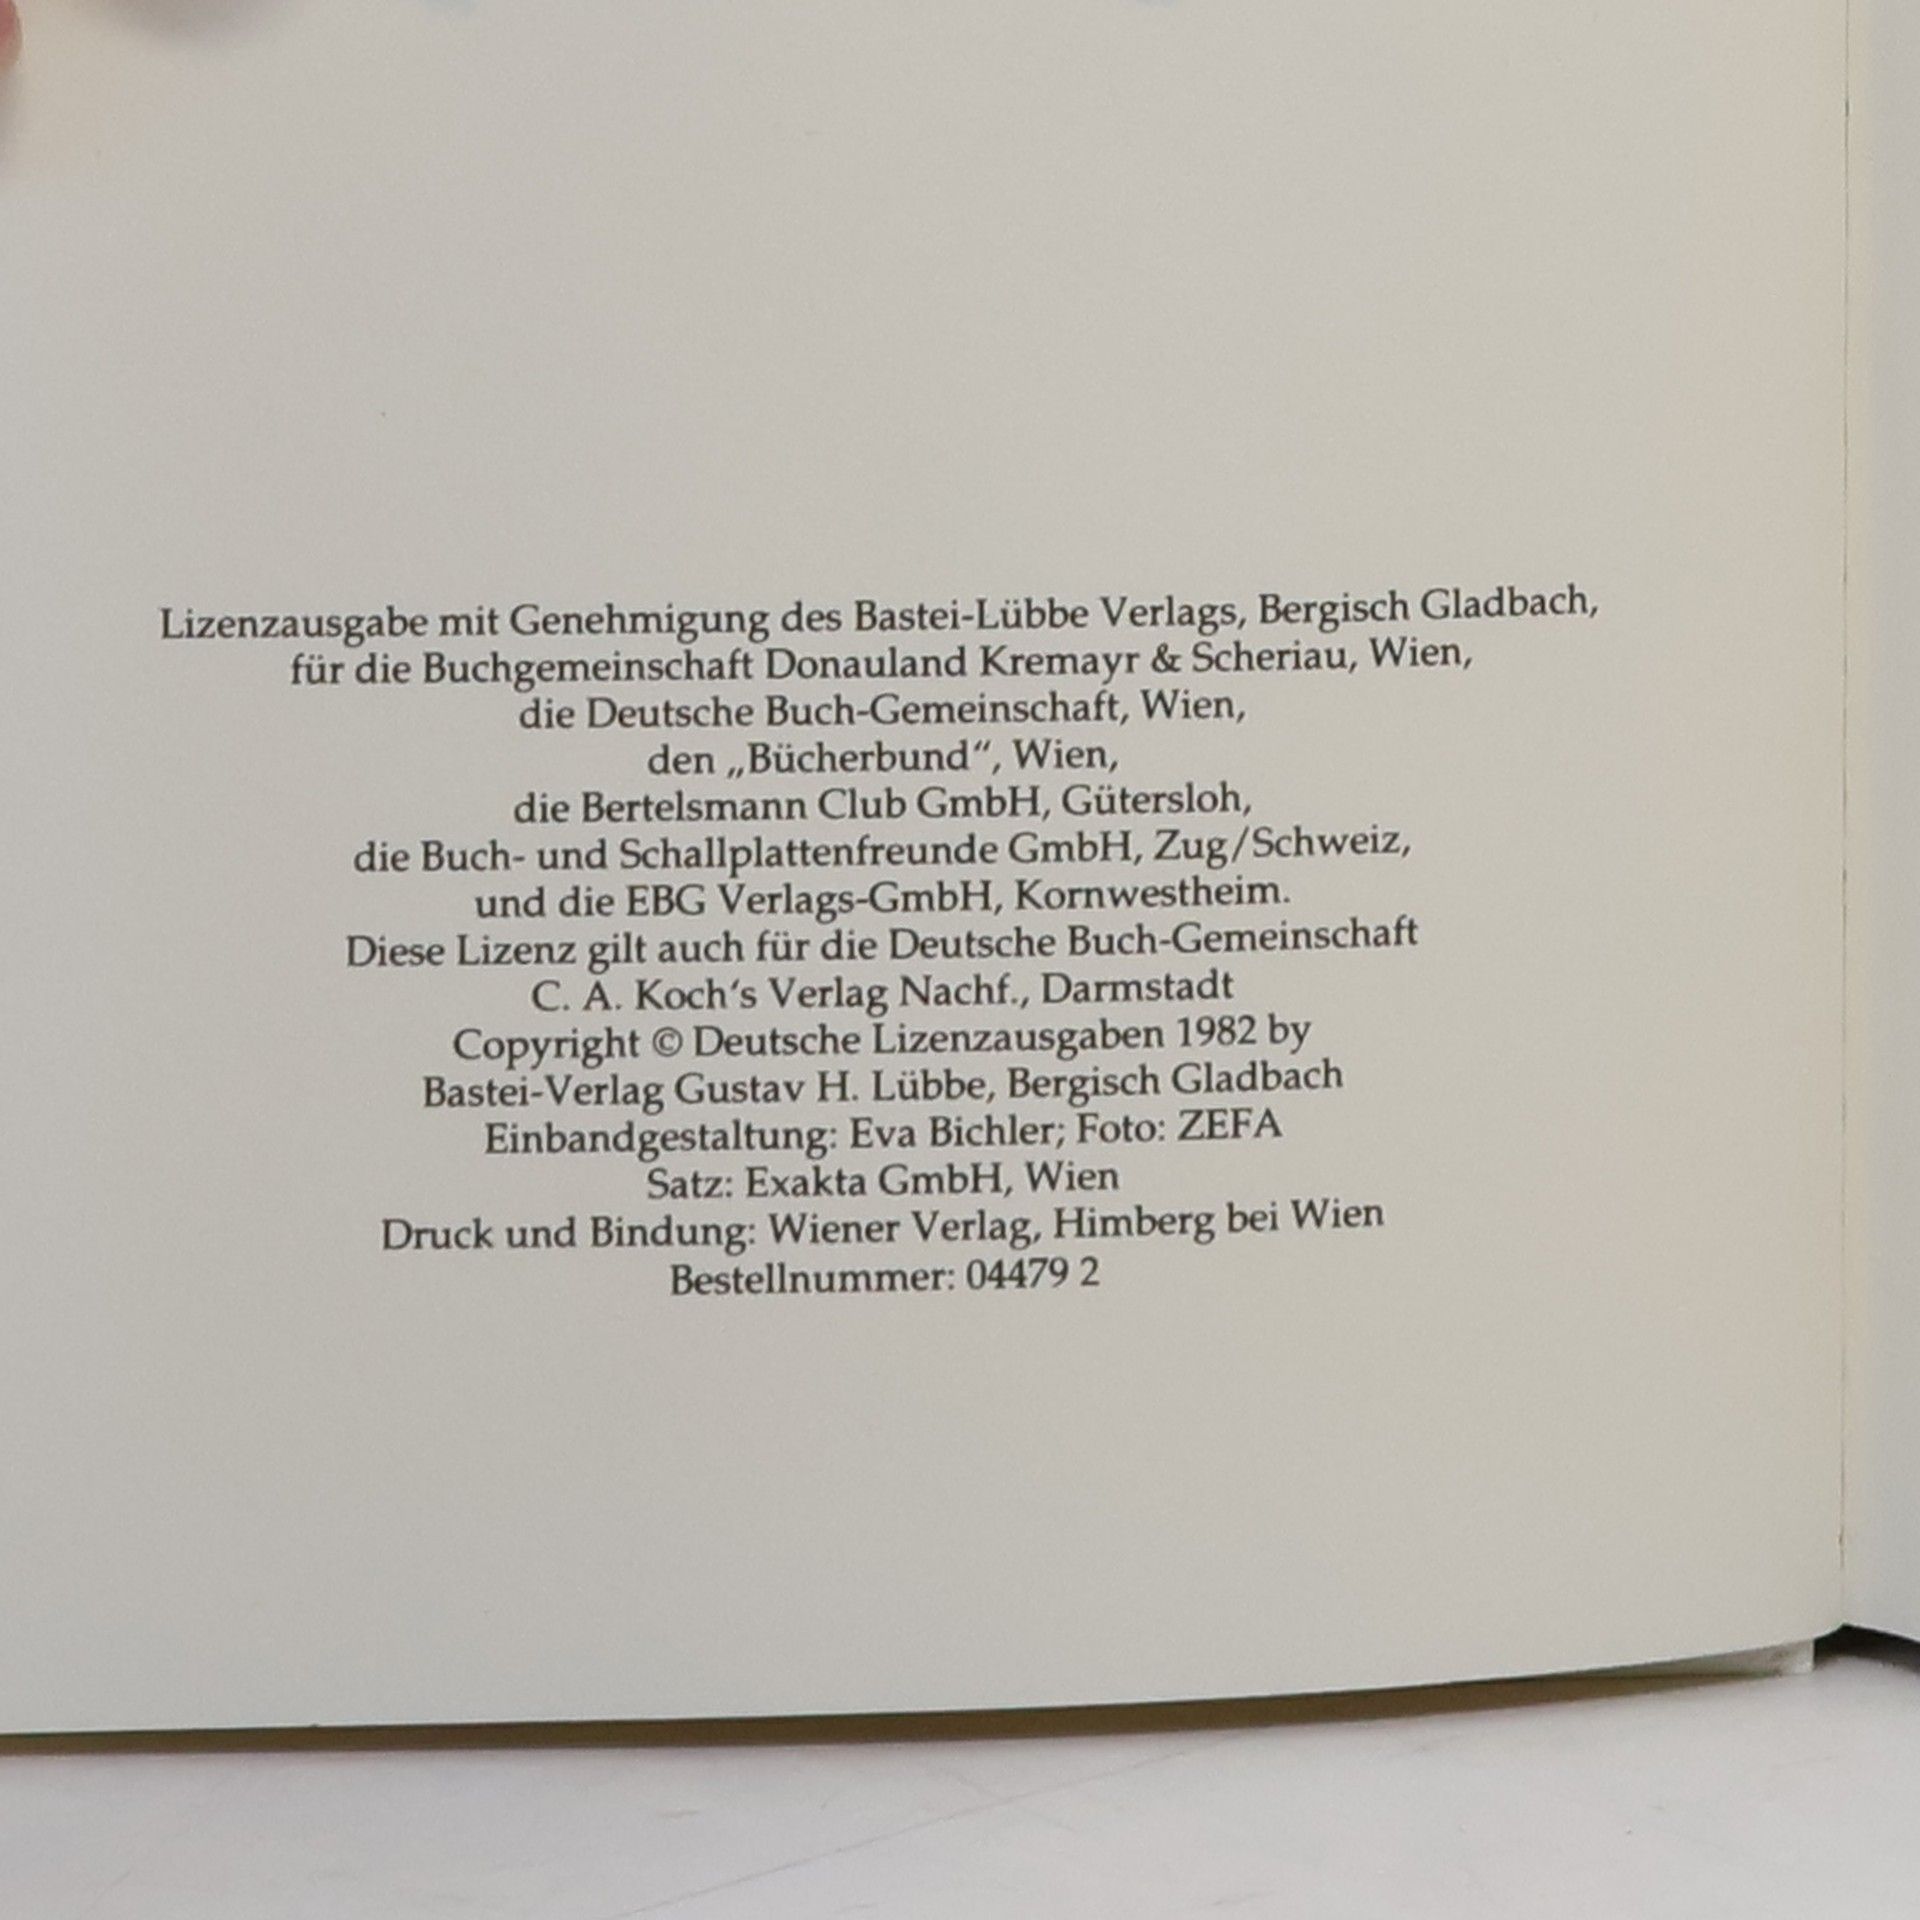 Lizenzausgabe mit Genehmigung des Bastei-Lübbe Verlags, Bergisch Gladbach,
für die Buchgemeinschaft Donauland Kremayr & Scheriau, Wien,
die Deutsche Buch-Gemeinschaft, Wien,
den „Bücherbund“, Wien,
die Bertelsmann Club GmbH, Gütersloh,
die Buch- und Schallplattenfreunde GmbH, Zug/Schweiz,
und die EBG Verlags-GmbH, Kornwestheim.
Diese Lizenz gilt auch für die Deutsche Buch-Gemeinschaft
C. A. Koch‘s Verlag Nachf., Darmstadt
Copyright © Deutsche Lizenzausgaben 1982 by
Bastei-Verlag Gustav H. Lübbe, Bergisch Gladbach
Einbandgestaltung: Eva Bichler; Foto: ZEFA
Satz: Exakta GmbH, Wien
Druck und Bindung: Wiener Verlag, Himberg bei Wien
Bestellnummer: 04479 2